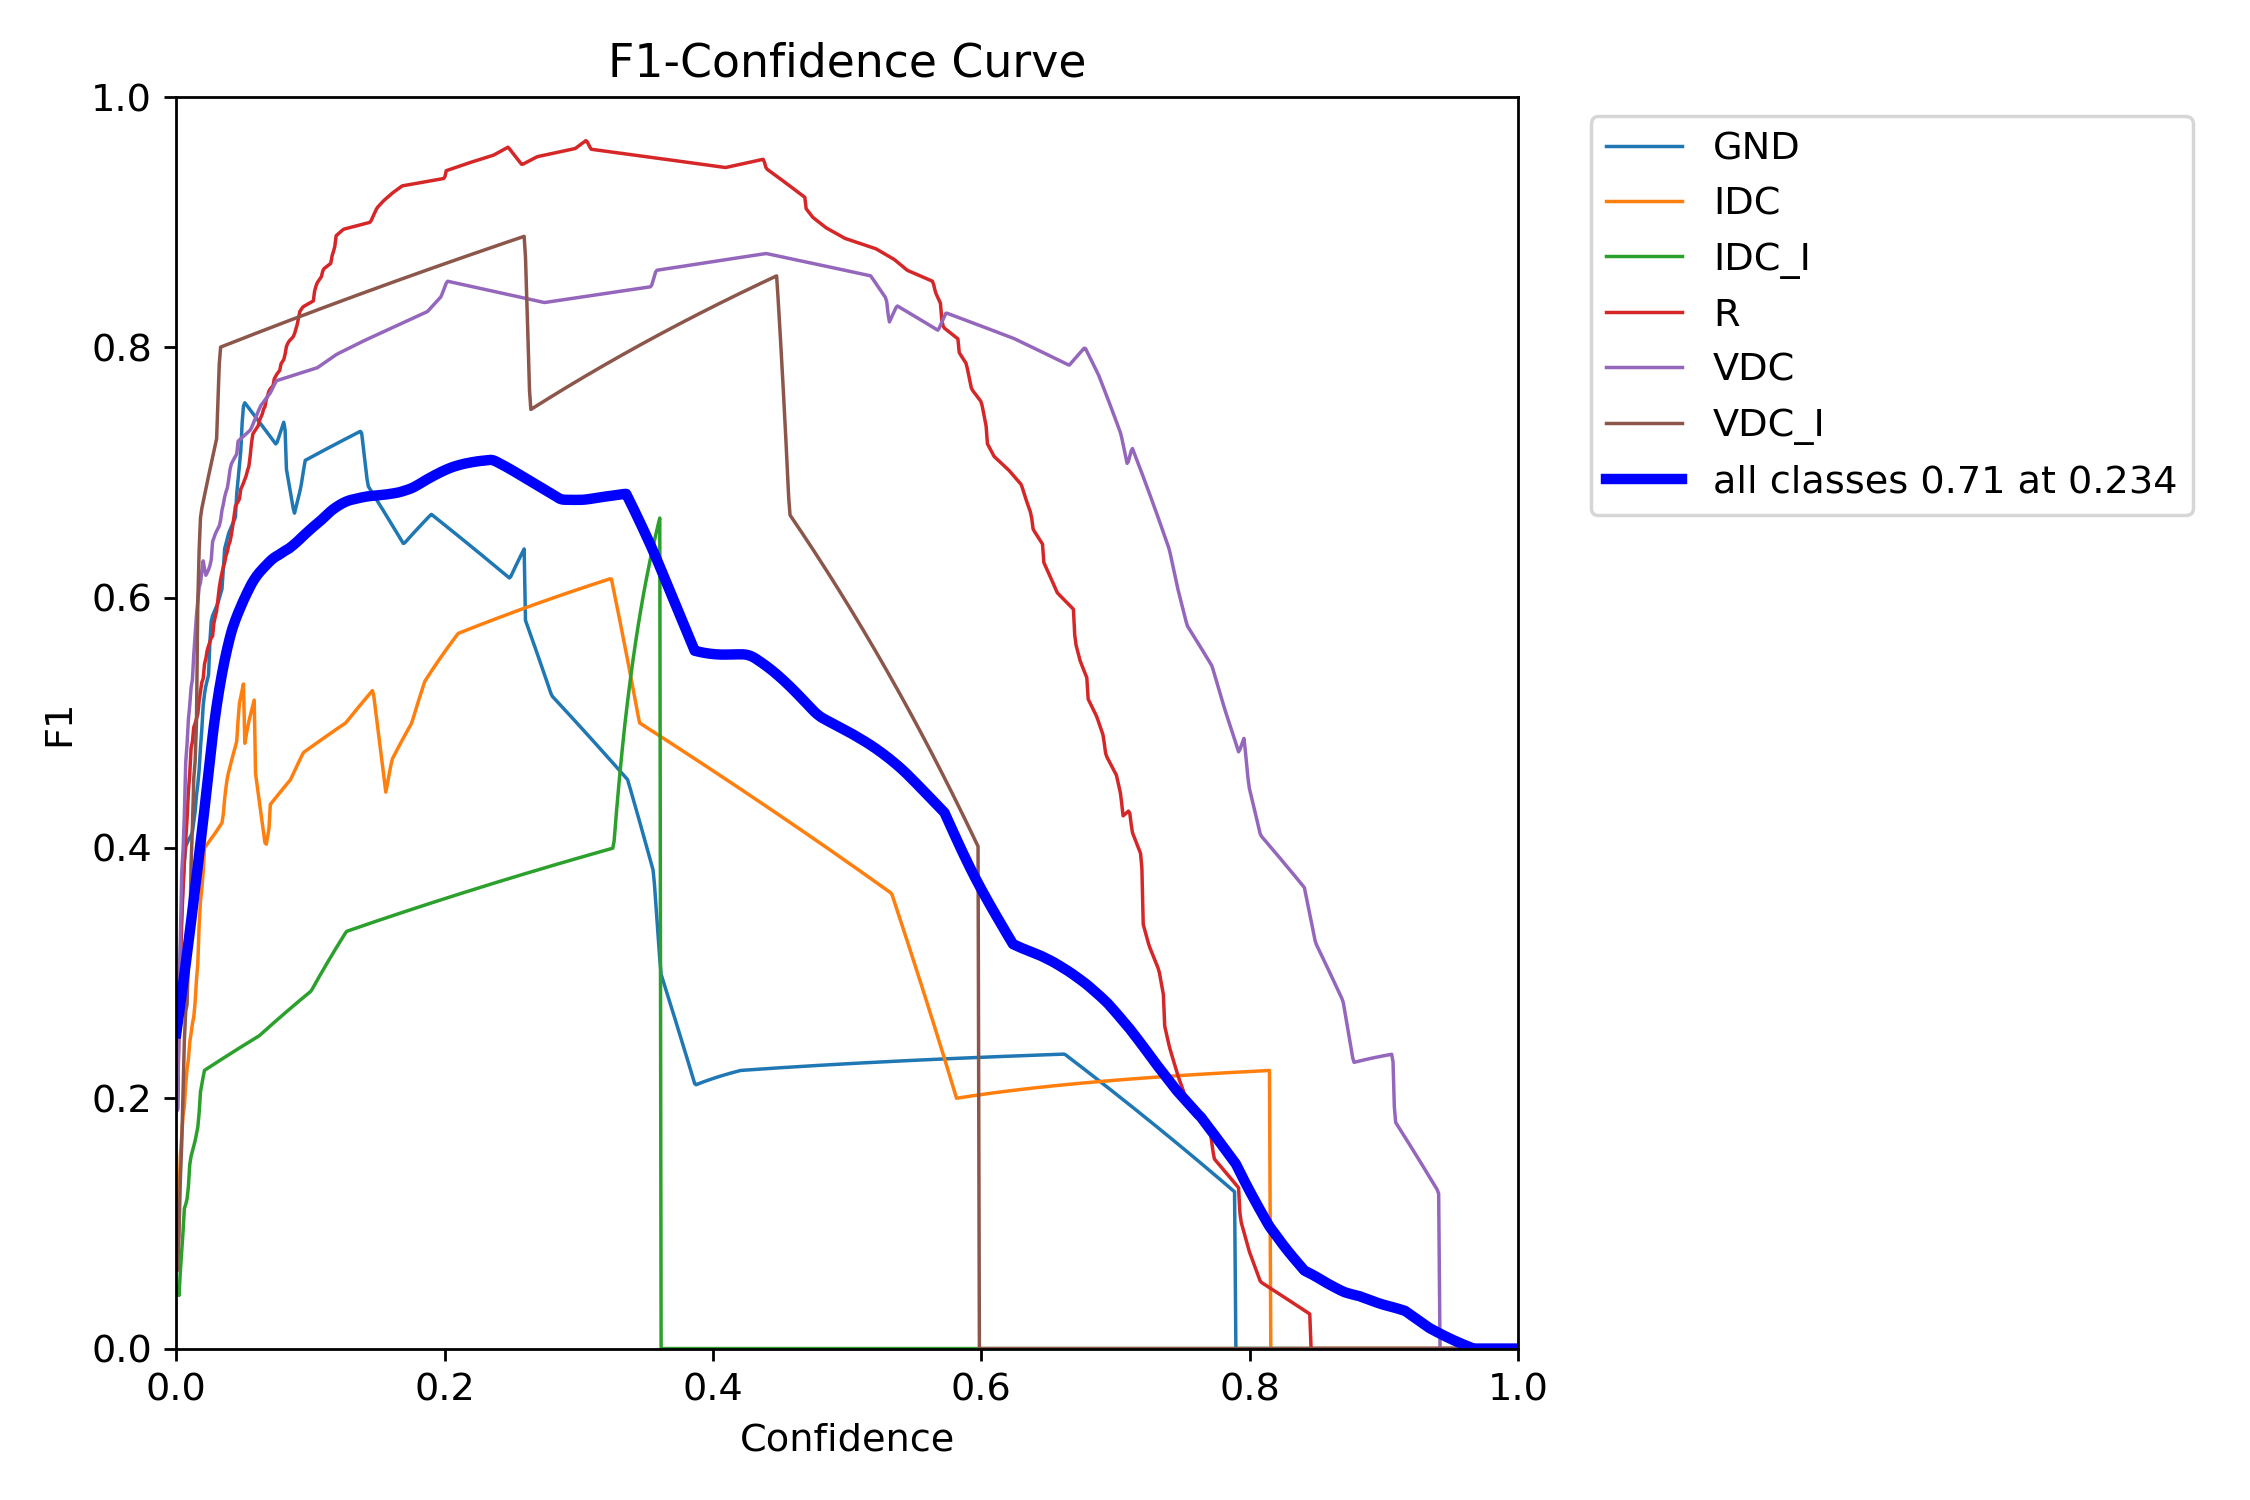 F1-Confidence Curve
1.0
0.8
0.6
0.4
0.2
0.0
F1
0.0 0.2 0.4 0.6 0.8 1.0
Confidence
GND
IDC
IDC_I
R
VDC
VDC_I
all classes 0.71 at 0.234